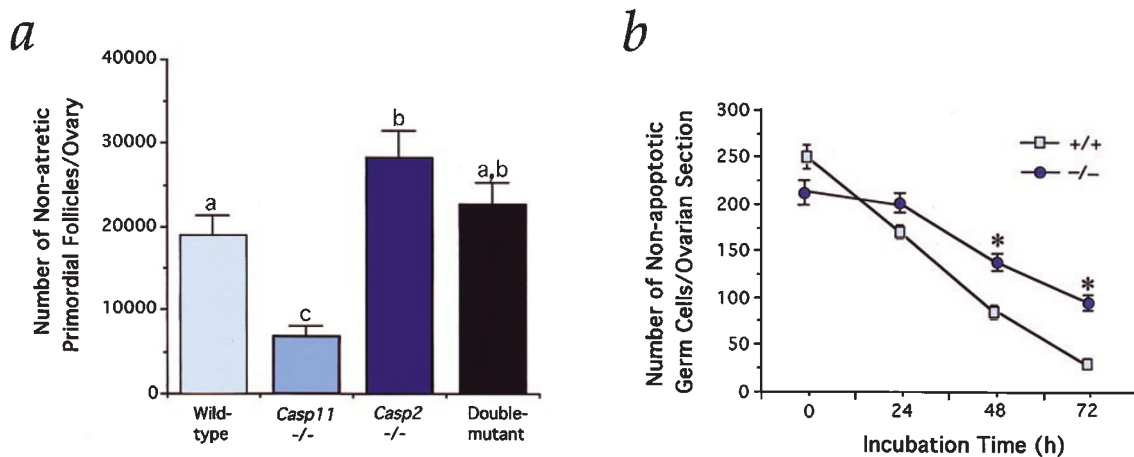 a
Number of Non-atretic
Primordial Follicles/Ovary
40000
30000
20000
10000
0
a
c
b
a,b
Wild-
type
Casp11
-/-
Casp2
-/-
Double-
mutant
b
Number of Non-apoptotic
Germ Cells/Ovarian Section
300
250
200
150
100
50
0
+/+
−/−
*
*
0
24
48
72
Incubation Time (h)